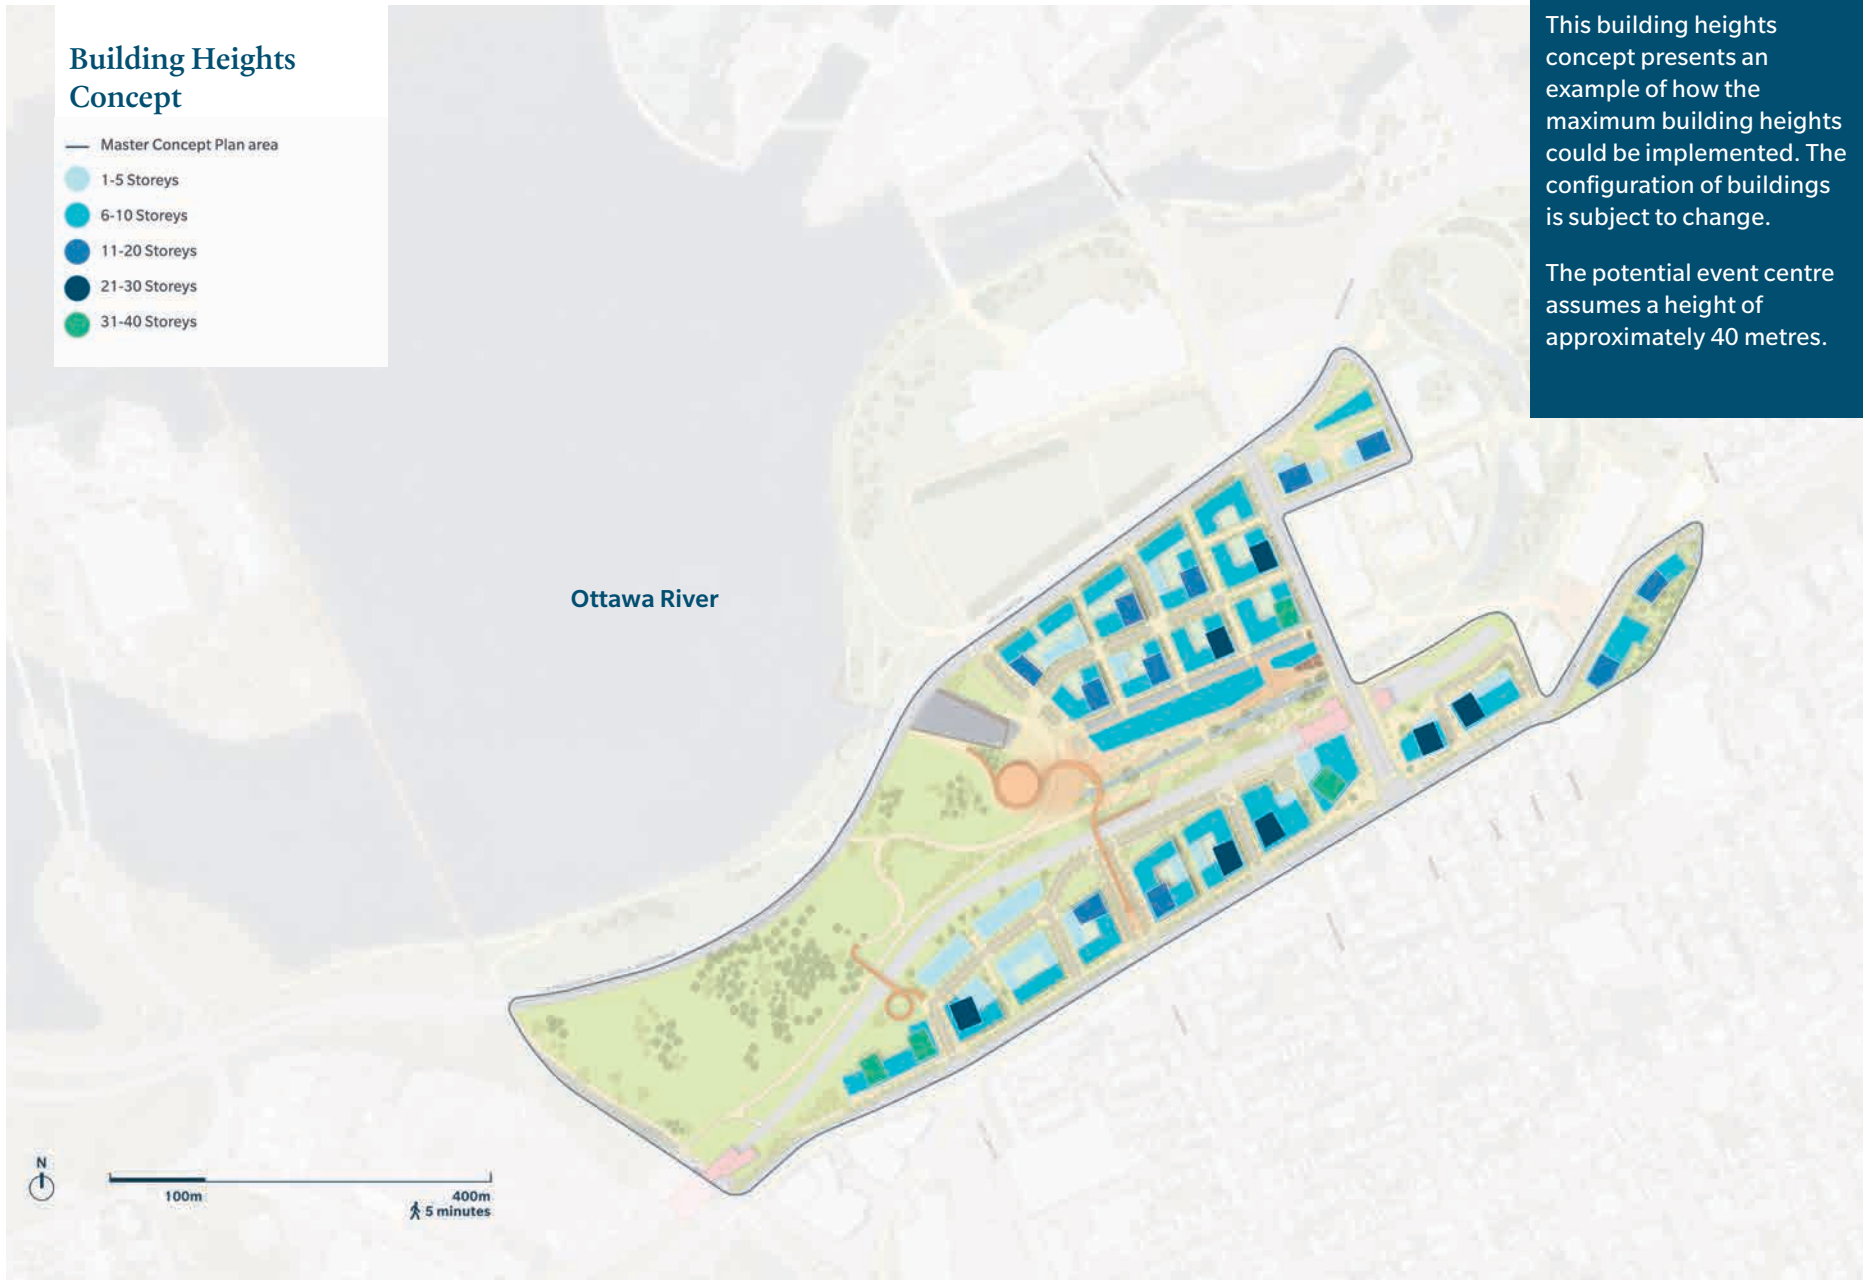 Building Heights
Concept
Master Concept Plan area
1-5 Storeys
6-10 Storeys
11-20 Storeys
21-30 Storeys
31-40 Storeys
This building heights
concept presents an
example of how the
maximum building heights
could be implemented. The
configuration of buildings
is subject to change.
The potential event centre
assumes a height of
approximately 40 metres.
Ottawa River
N
100m
400m
5 minutes